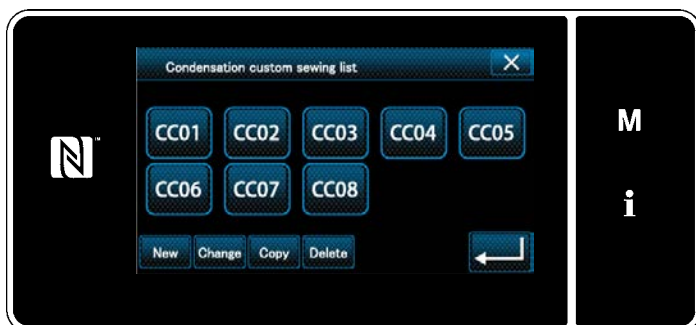 Condensation custom sewing list
CC01 CC02 CC03 CC04 CC05
CC06 CC07 CC08
New Change Copy Delete
M
i
N